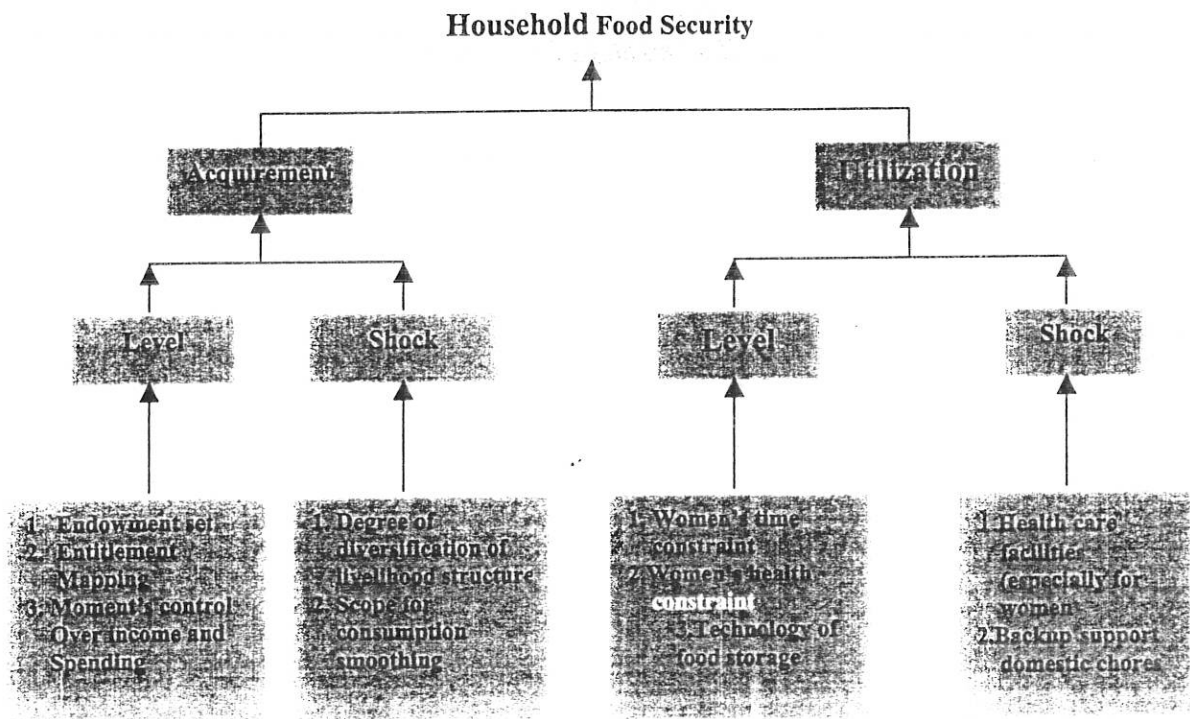 Household Food Security
Acquirement
Utilization
Level
Shock
Level
Shock
1. Endowment set
2. Entitlement
Mapping
3. Moment's control
Over income and
Spending
1. Degree of
diversification of
livelihood structure
2. Scope for
consumption
smoothing
1. Women's time
constraint
2. Women's health
constraint
3. Technology of
food storage
1. Health care
facilities
(especially for
women
2. Backup support
domestic chores